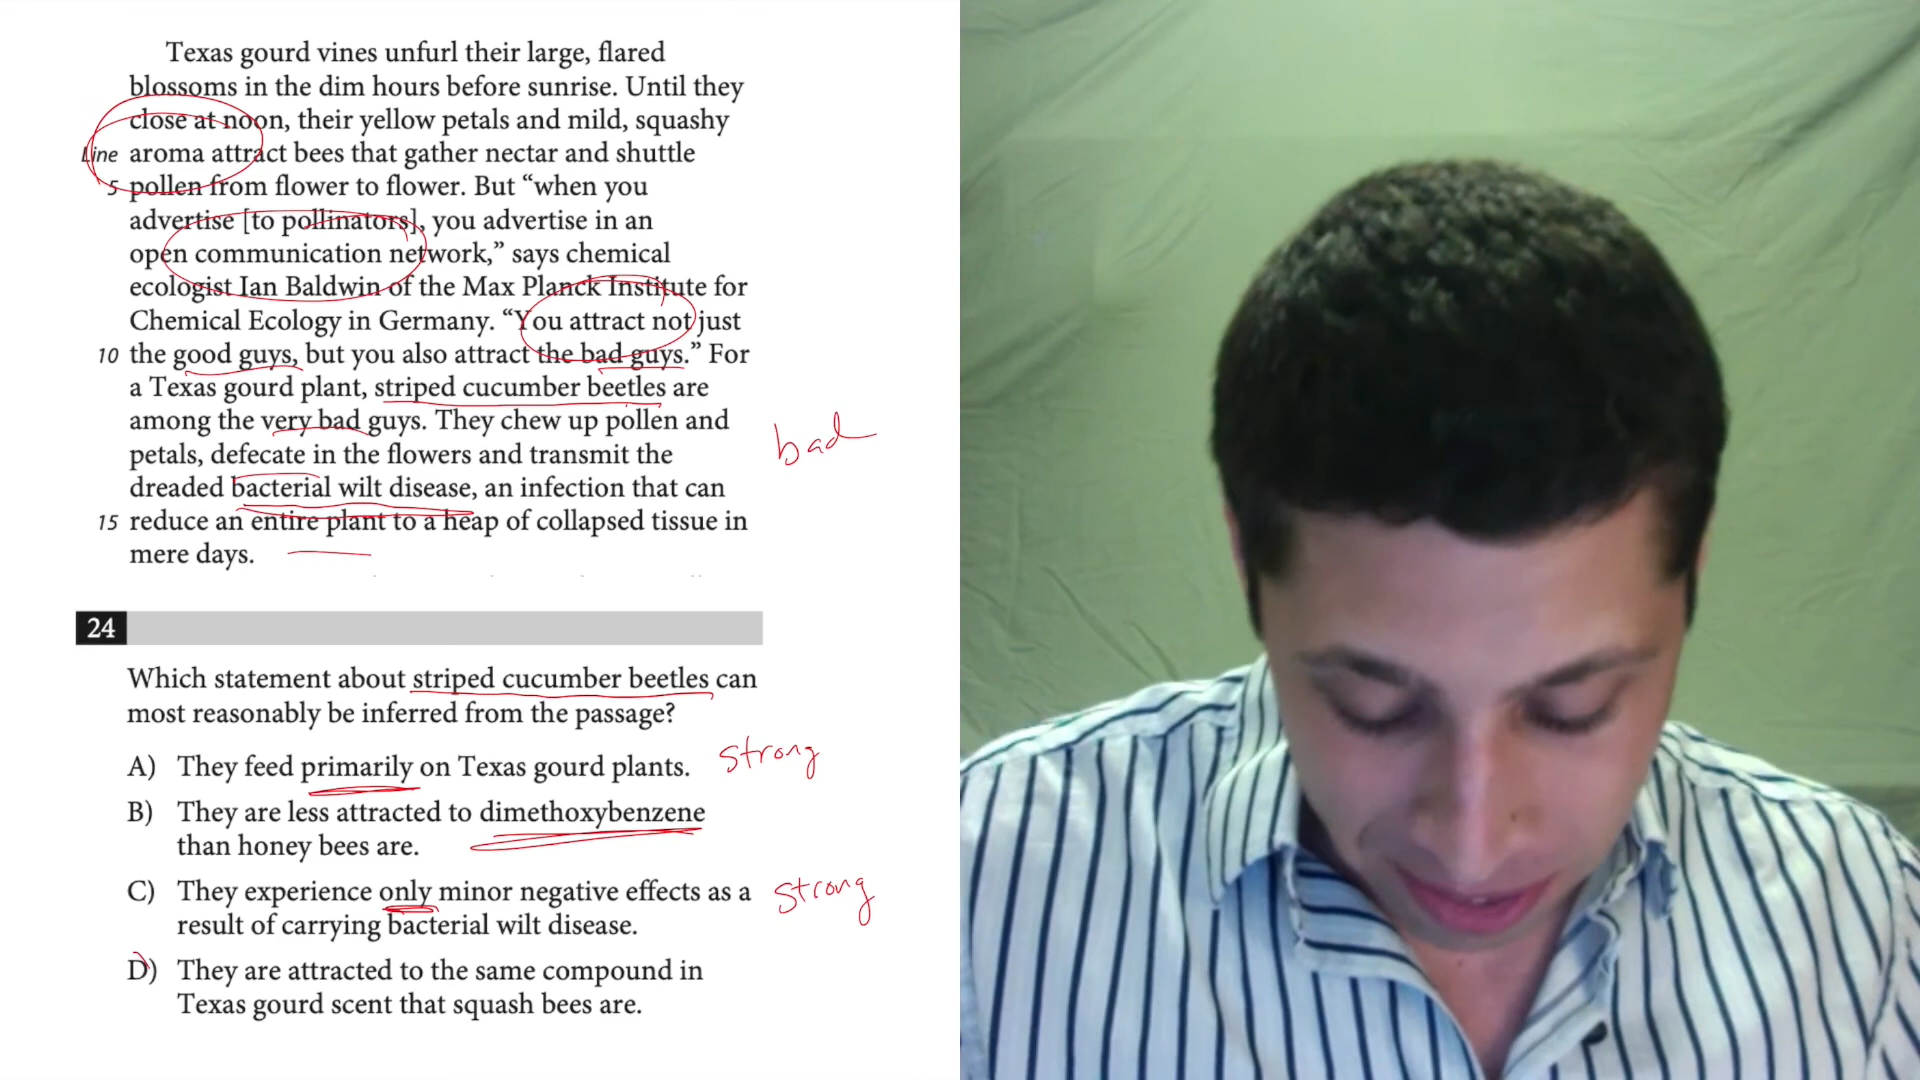 Texas gourd vines unfurl their large, flared
blossoms in the dim hours before sunrise. Until they
close at noon, their yellow petals and mild, squashy
Line aroma attract bees that gather nectar and shuttle
5 pollen from flower to flower. But “when you
advertise [to pollinators], you advertise in an
open communication network,” says chemical
ecologist Ian Baldwin of the Max Planck Institute for
Chemical Ecology in Germany. “You attract not just
10 the good guys, but you also attract the bad guys.” For
a Texas gourd plant, striped cucumber beetles are
among the very bad guys. They chew up pollen and
bad
petals, defecate in the flowers and transmit the
dreaded bacterial wilt disease, an infection that can
15 reduce an entire plant to a heap of collapsed tissue in
mere days.
24
Which statement about striped cucumber beetles can
most reasonably be inferred from the passage?
A) They feed primarily on Texas gourd plants.
strong
B) They are less attracted to dimethoxybenzene
than honey bees are.
C) They experience only minor negative effects as a
strong
result of carrying bacterial wilt disease.
D) They are attracted to the same compound in
Texas gourd scent that squash bees are.